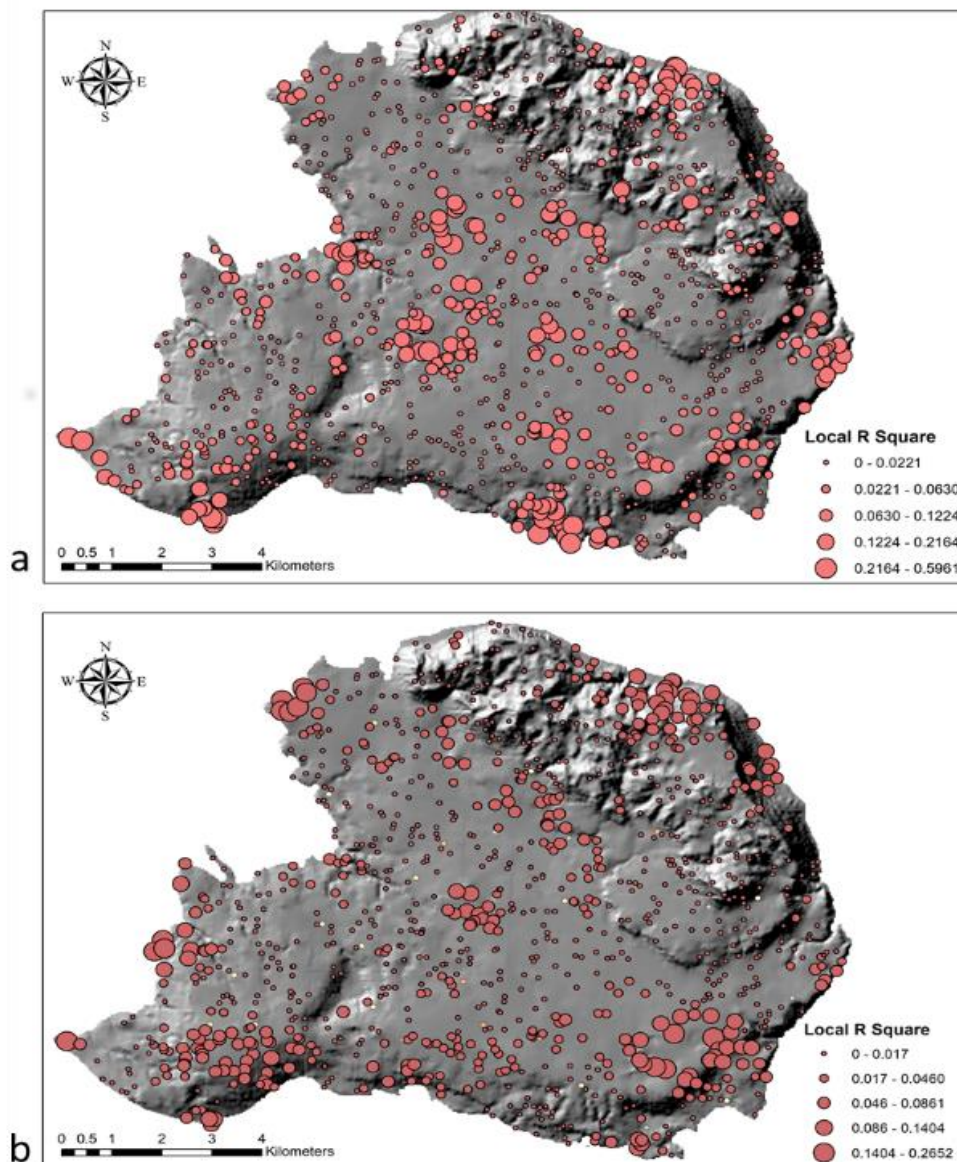 N
W E
S
Local R Square
0 - 0.0221
0.0221 - 0.0630
0.0630 - 0.1224
0.1224 - 0.2164
0.2164 - 0.5961
0 0.5 1 2 3 4
Kilometers
a
N
W E
S
Local R Square
0 - 0.017
0.017 - 0.0460
0.046 - 0.0861
0.086 - 0.1404
0.1404 - 0.2652
0 0.5 1 2 3 4
Kilometers
b